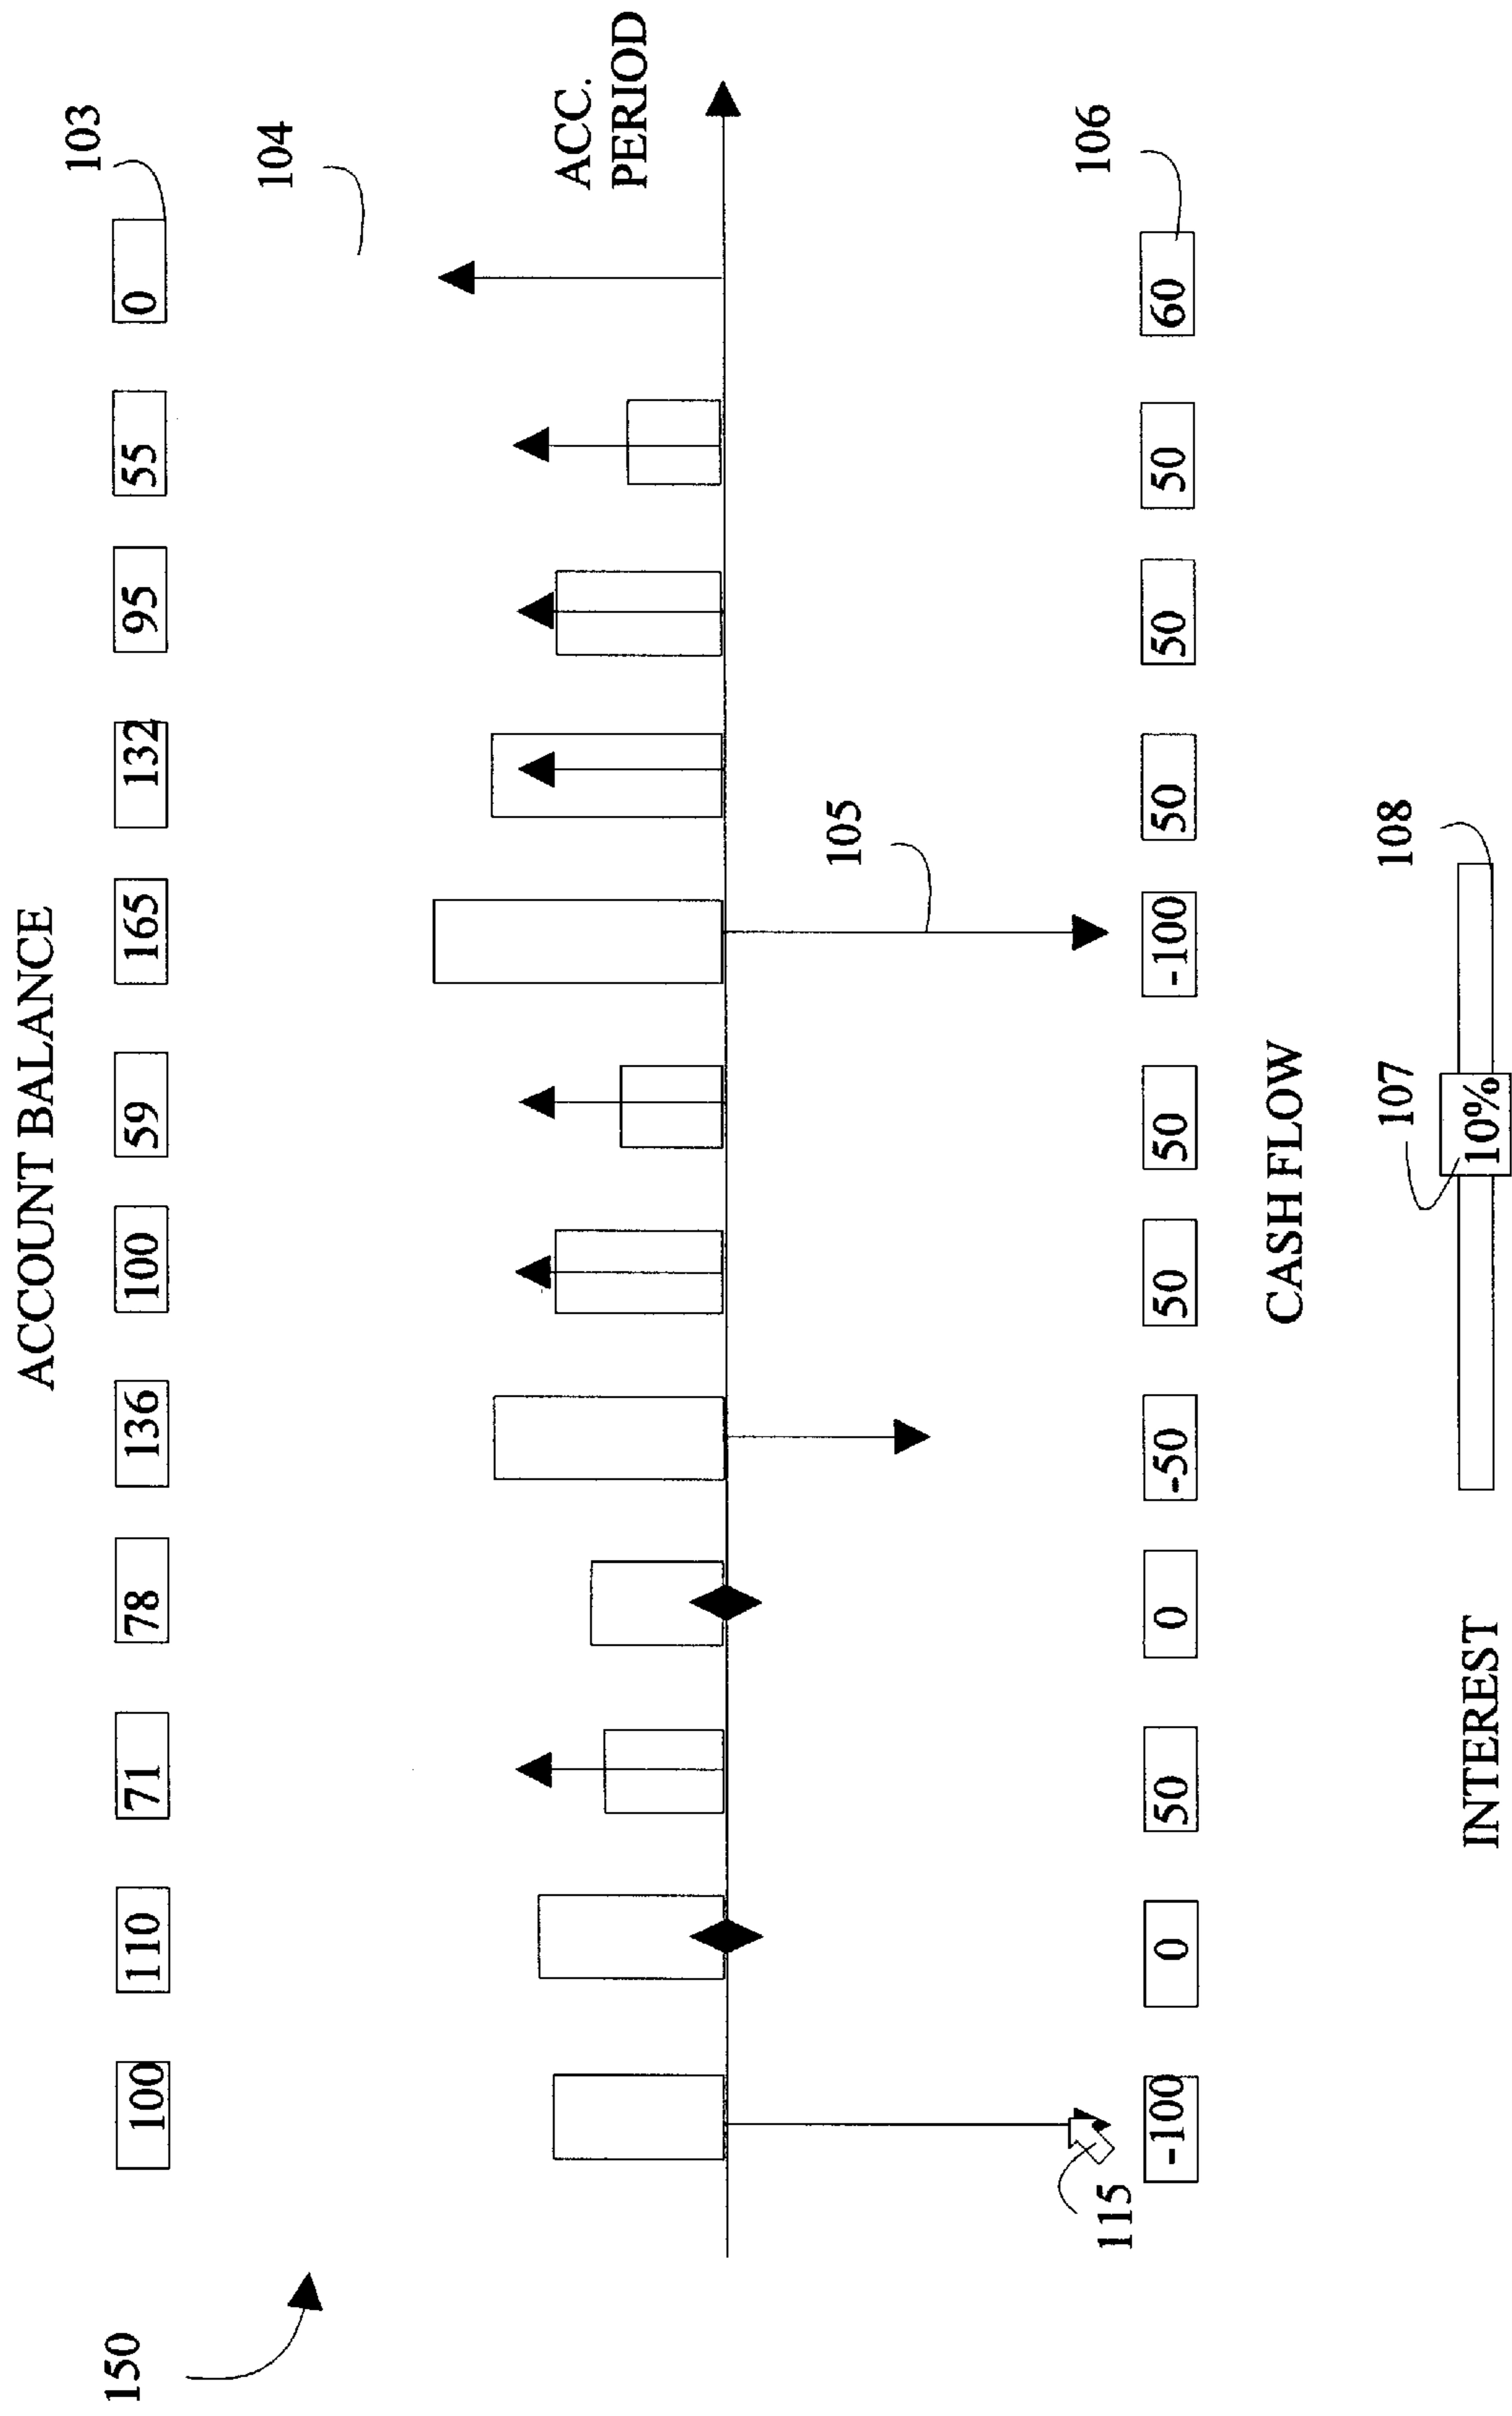 ACCOUNT BALANCE
103
100 110 71 78 136 100 59 165 132 95 55 0
150
104
ACC.
PERIOD
105
115
106
-100 0 50 0 -50 50 50 -100 50 50 50 60
CASH FLOW
107
108
INTEREST
10%